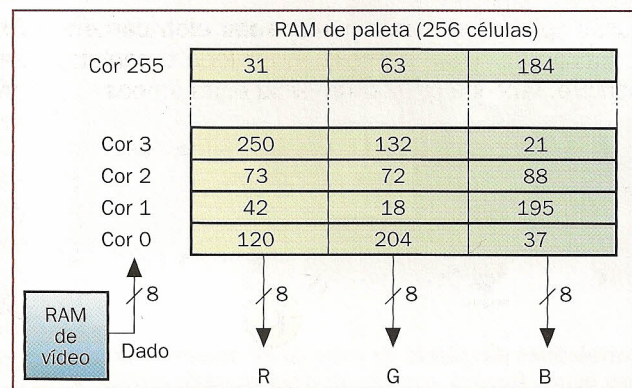 RAM de paleta (256 células)
Cor 255 31 63 184
Cor 3 250 132 21
Cor 2 73 72 88
Cor 1 42 18 195
Cor 0 120 204 37
8 8 8 8
RAM
de
vídeo
Dado
R G B